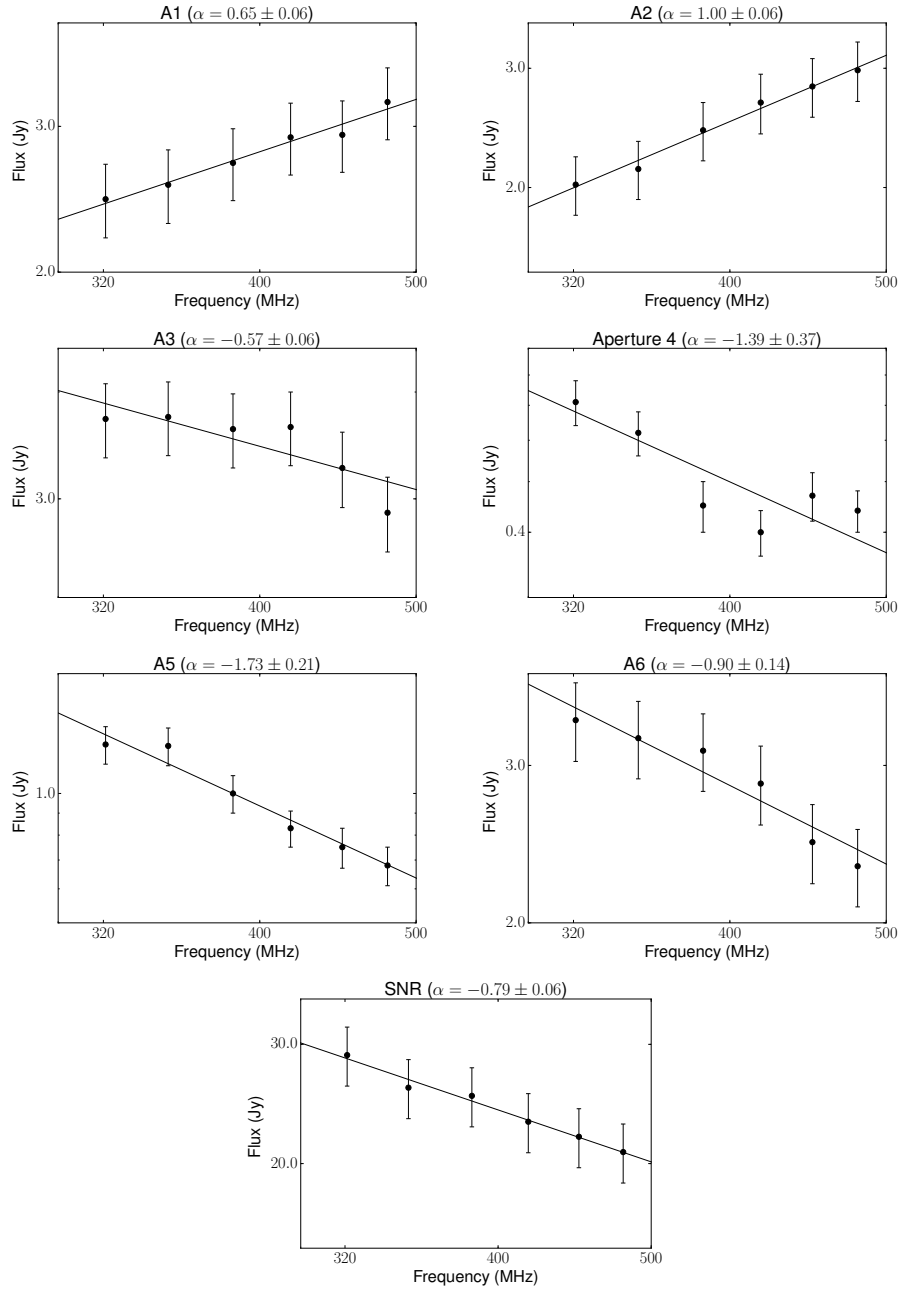 A1 (α = 0.65 ± 0.06)
3.0
2.0
Flux (Jy)
320 400 500
Frequency (MHz)
A2 (α = 1.00 ± 0.06)
3.0
2.0
Flux (Jy)
320 400 500
Frequency (MHz)
A3 (α = −0.57 ± 0.06)
3.0
Flux (Jy)
320 400 500
Frequency (MHz)
Aperture 4 (α = −1.39 ± 0.37)
0.4
Flux (Jy)
320 400 500
Frequency (MHz)
A5 (α = −1.73 ± 0.21)
1.0
Flux (Jy)
320 400 500
Frequency (MHz)
A6 (α = −0.90 ± 0.14)
3.0
2.0
Flux (Jy)
320 400 500
Frequency (MHz)
SNR (α = −0.79 ± 0.06)
30.0
20.0
Flux (Jy)
320 400 500
Frequency (MHz)